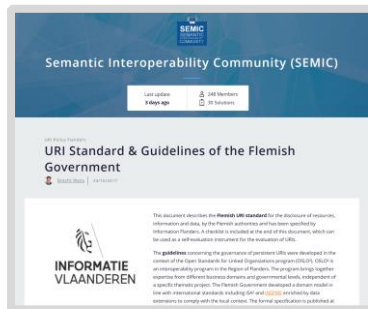 SEMIC
Semantic Interoperability Community (SEMIC)
Last update
3 days ago
248 Members
30 Solutions
URI Standard & Guidelines of the Flemish
Government
INFORMATIE
VLAANDEREN
This document describes the Flemish URI standard for the disclosure of resources,
information and data, by the Flemish authorities and has been specified by
Information Flanders. A checklist is included at the end of this document, which can
be used as a self-evaluation instrument for the evaluation of URIs.
The guidelines concerning the governance of persistent URIs were developed in the
context of the Open Standards for Linked Organisations program (OSLO²). OSLO² is
an interoperability program in the Region of Flanders. The program brings together
expertise from different business domains and governmental levels, independent of
a specific thematic project. The Flemish Government developed a domain model in
line with international standards including ISA² and enriched by data
extensions to comply with the local context. The formal specification is published at